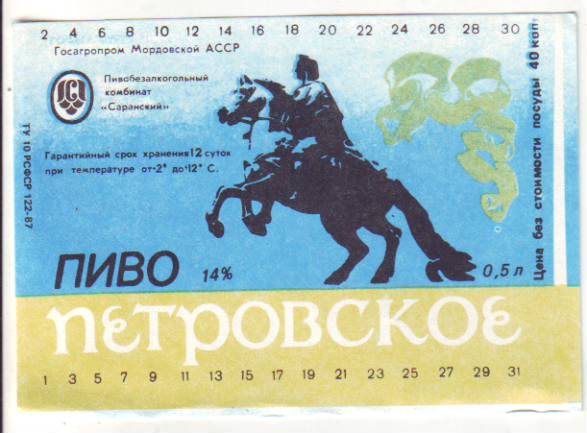 2 4 6 8 10 12 14 16 18 20 22 24 26 28 30
Госагропром Мордовской АССР
Пивобезалкогольный
комбинат
«Саранский»
Гарантийный срок хранения 12 суток
при температуре от-2° до+12° С.
ТУ 10 РСФСР 122-87
Цена без стоимости посуды 40 коп.
ПИВО 14% 0,5 л
ПЕТРОВСКОЕ
1 3 5 7 9 11 13 15 17 19 21 23 25 27 29 31